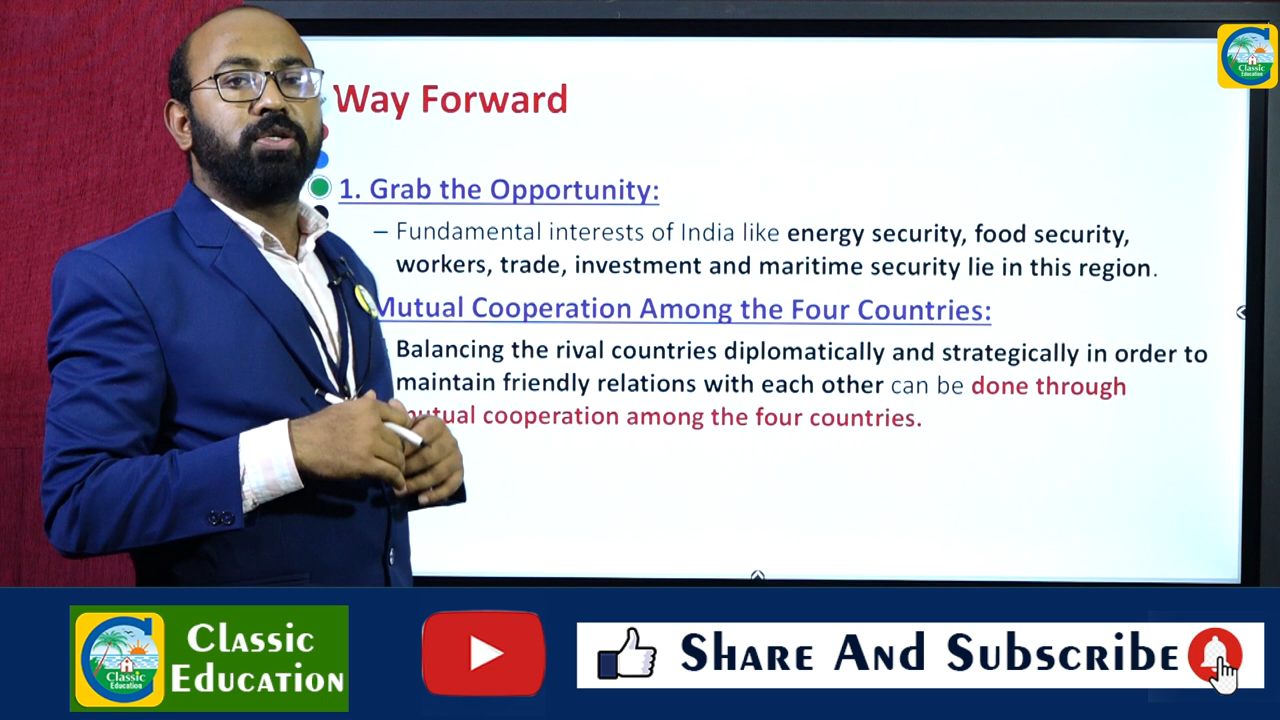 Way Forward
1. Grab the Opportunity:
– Fundamental interests of India like energy security, food security,
workers, trade, investment and maritime security lie in this region.
Mutual Cooperation Among the Four Countries:
Balancing the rival countries diplomatically and strategically in order to
maintain friendly relations with each other can be done through
mutual cooperation among the four countries.
Classic
Education
Classic
Education
Classic
Education
Share And Subscribe